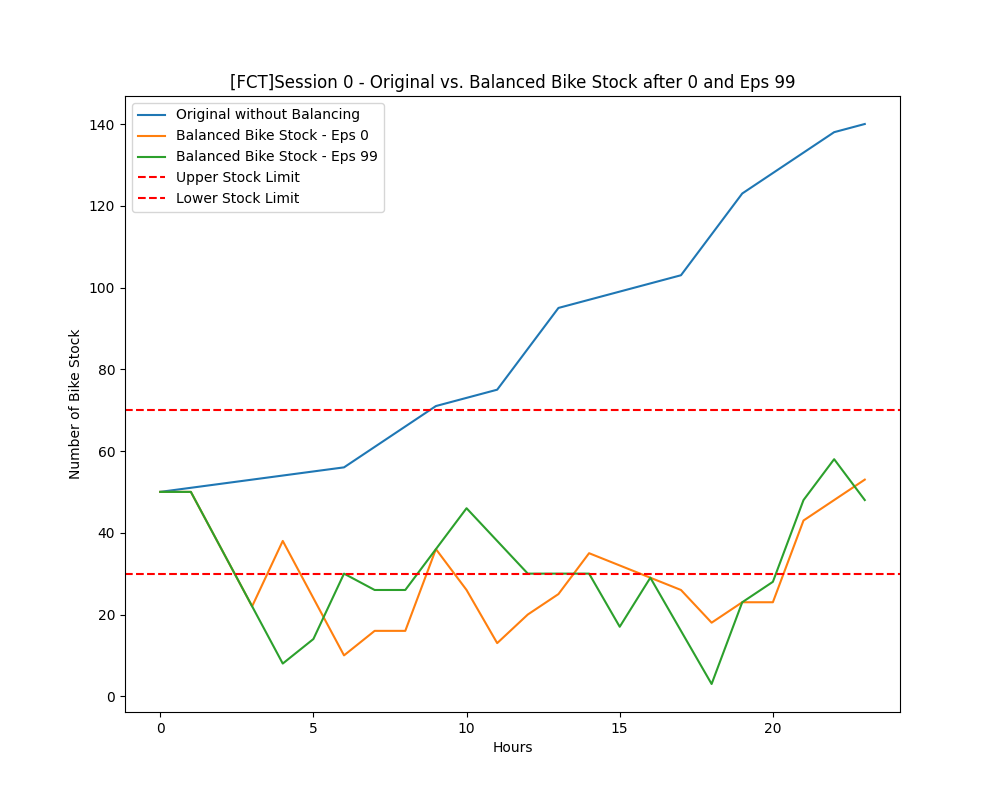 [FCT]Session 0 - Original vs. Balanced Bike Stock after 0 and Eps 99
Original without Balancing
Balanced Bike Stock - Eps 0
Balanced Bike Stock - Eps 99
Upper Stock Limit
Lower Stock Limit
Number of Bike Stock
140
120
100
80
60
40
20
0
0 5 10 15 20
Hours